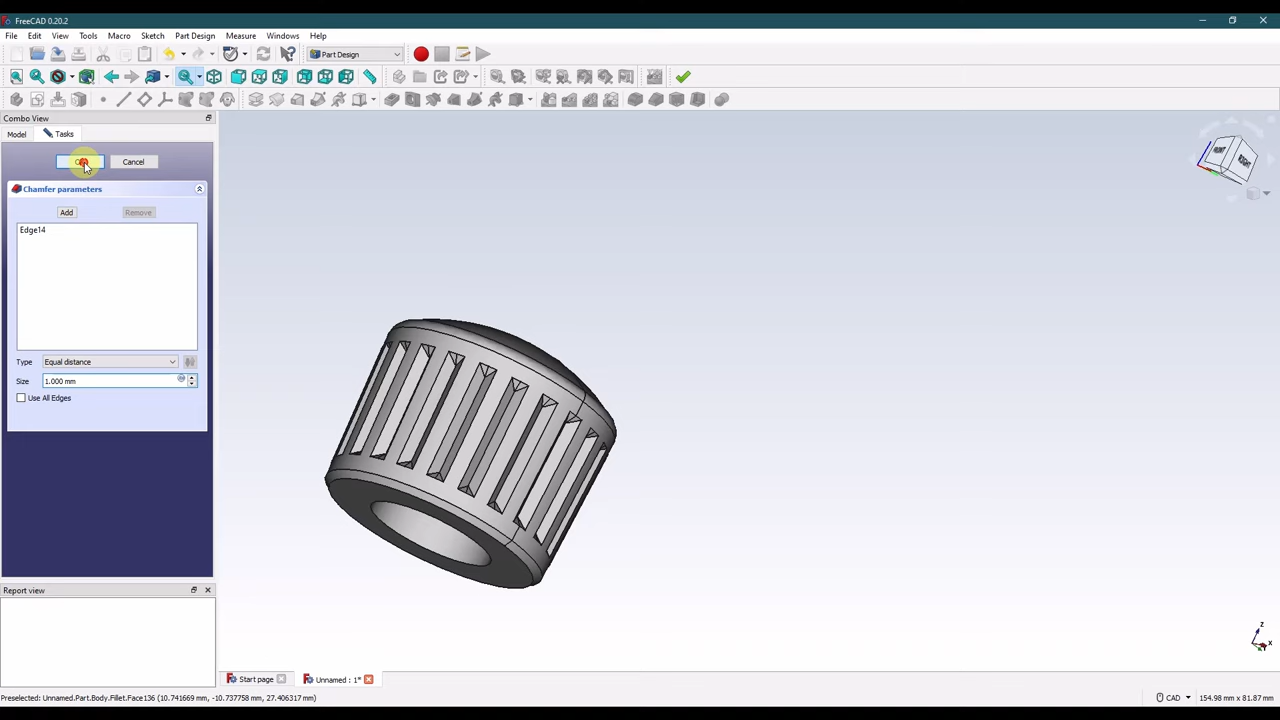 FreeCAD 0.20.2
File Edit View Tools Macro Sketch Part Design Measure Windows Help
Part Design
Combo View
Model Tasks
Cancel
Chamfer parameters
Add Remove
Edge14
Type Equal distance
Size 1.000 mm
Use All Edges
FRONT RIGHT
Report view
Z
X
Start page Unnamed : 1*
Preselected: Unnamed.Part.Body.Fillet.Face136 (10.741669 mm, -10.737758 mm, 27.406317 mm) CAD 154.98 mm x 81.87 mm